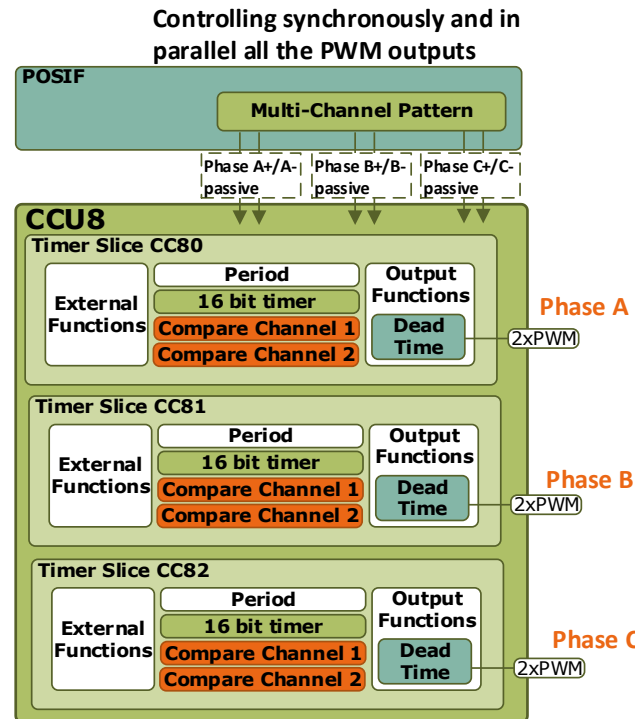 Controlling synchronously and in
parallel all the PWM outputs
POSIF
Multi-Channel Pattern
Phase A+/A-
passive
Phase B+/B-
passive
Phase C+/C-
passive
CCU8
Timer Slice CC80
External
Functions
Period
16 bit timer
Compare Channel 1
Compare Channel 2
Output
Functions
Dead
Time
Phase A
2xPWM
Timer Slice CC81
External
Functions
Period
16 bit timer
Compare Channel 1
Compare Channel 2
Output
Functions
Dead
Time
Phase B
2xPWM
Timer Slice CC82
External
Functions
Period
16 bit timer
Compare Channel 1
Compare Channel 2
Output
Functions
Dead
Time
Phase C
2xPWM